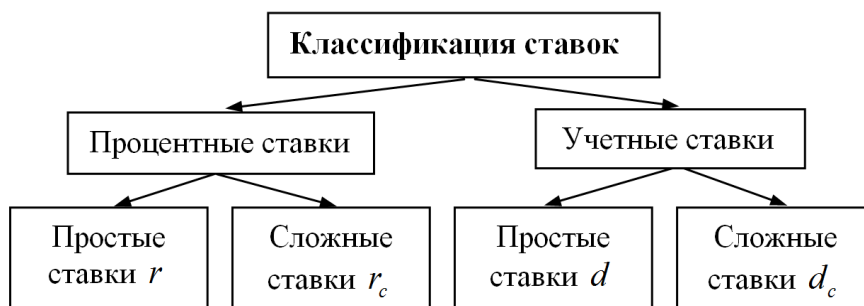 Классификация ставок
Процентные ставки
Учетные ставки
Простые
ставки r
Сложные
ставки r_c
Простые
ставки d
Сложные
ставки d_c